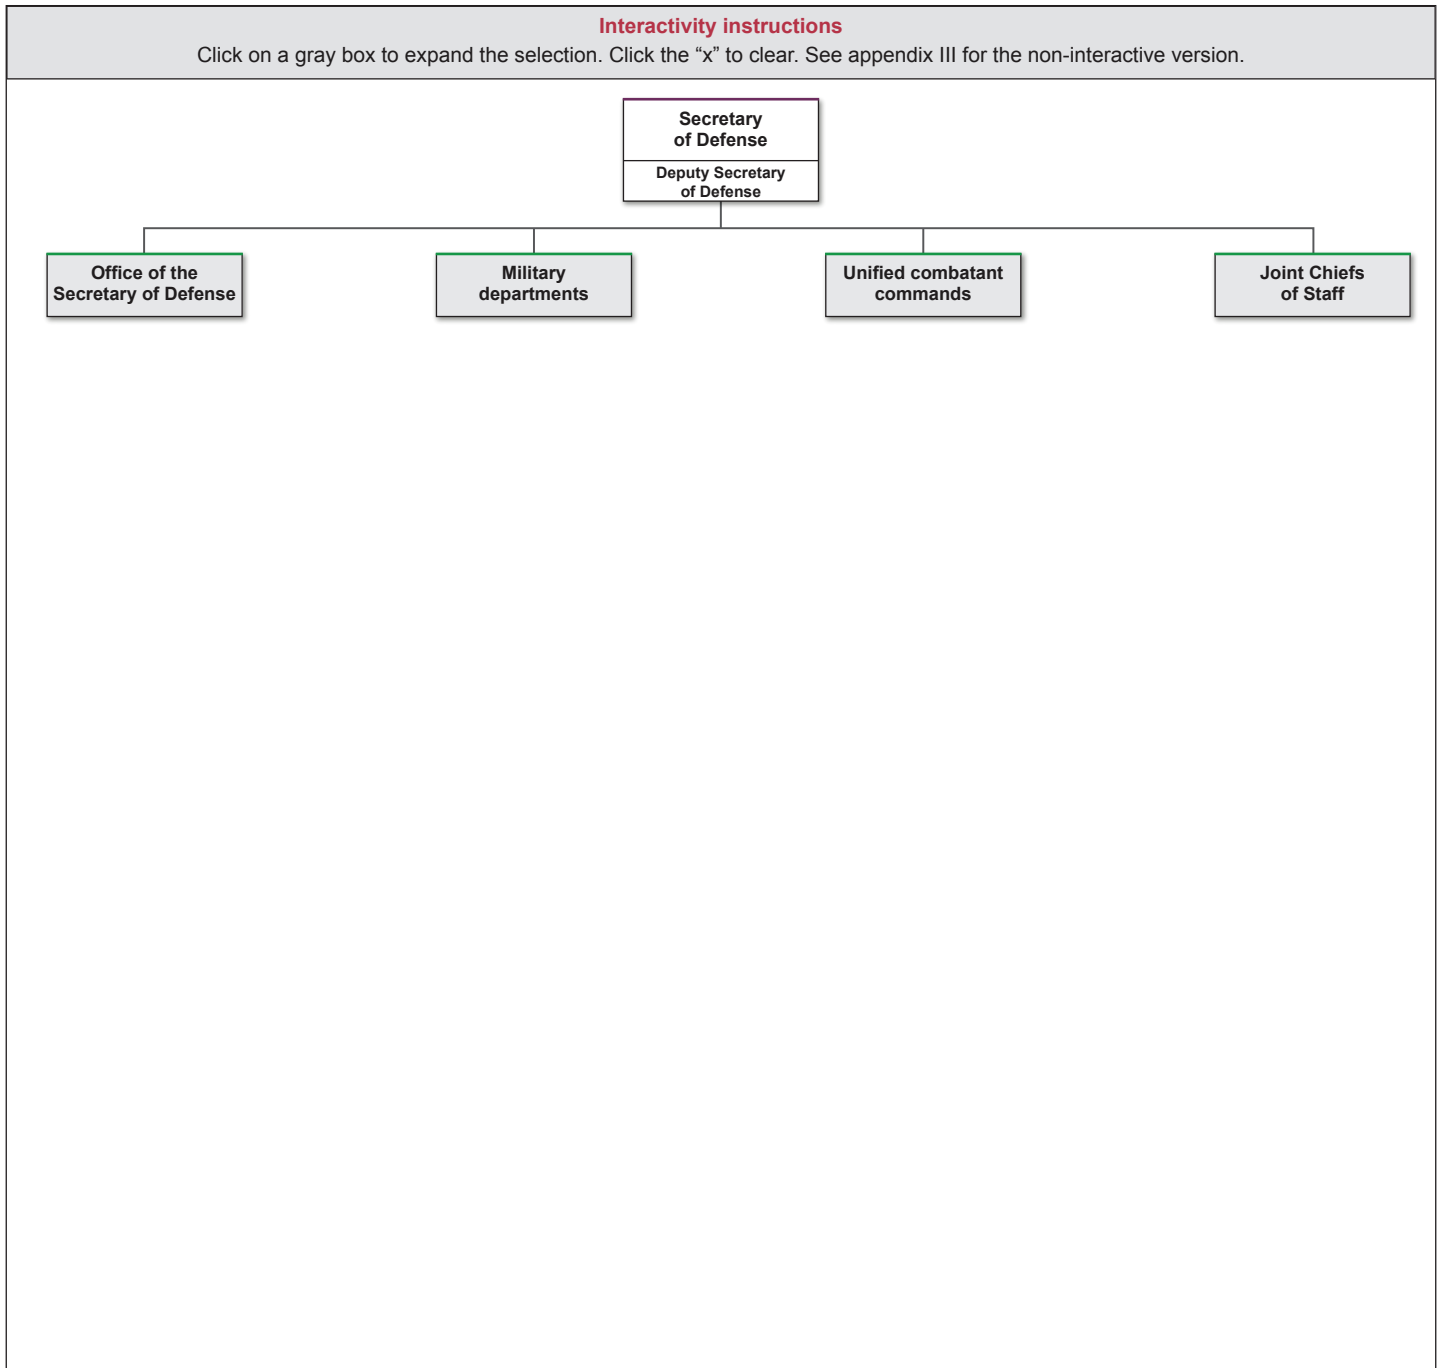 Interactivity instructions
Click on a gray box to expand the selection. Click the “x” to clear. See appendix III for the non-interactive version.
Secretary
of Defense
Deputy Secretary
of Defense
Office of the
Secretary of Defense
Military
departments
Unified combatant
commands
Joint Chiefs
of Staff